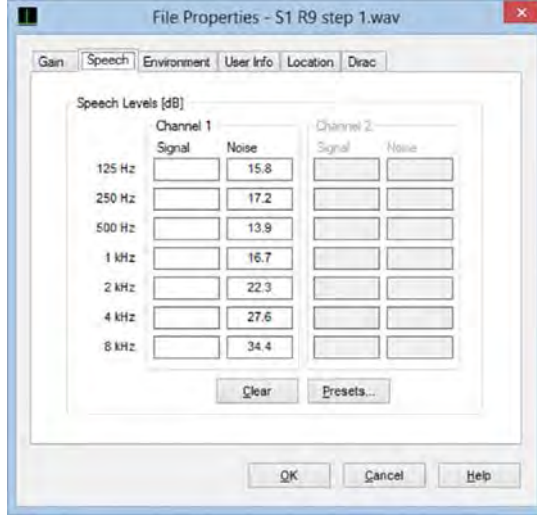 File Properties - S1 R9 step 1.wav
Gain Speech Environment User Info Location Dirac
Speech Levels [dB]
Channel 1 Channel 2
Signal Noise Signal Noise
125 Hz 15.8
250 Hz 17.2
500 Hz 13.9
1 kHz 16.7
2 kHz 22.3
4 kHz 27.6
8 kHz 34.4
Clear Presets...
OK Cancel Help